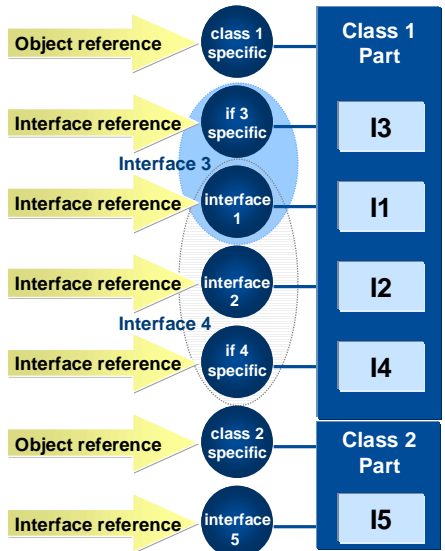 Object reference
class 1
specific
Class 1
Part
Interface reference
if 3
specific
I3
Interface 3
Interface reference
interface
1
I1
Interface reference
interface
2
I2
Interface 4
Interface reference
if 4
specific
I4
Object reference
class 2
specific
Class 2
Part
Interface reference
interface
5
I5